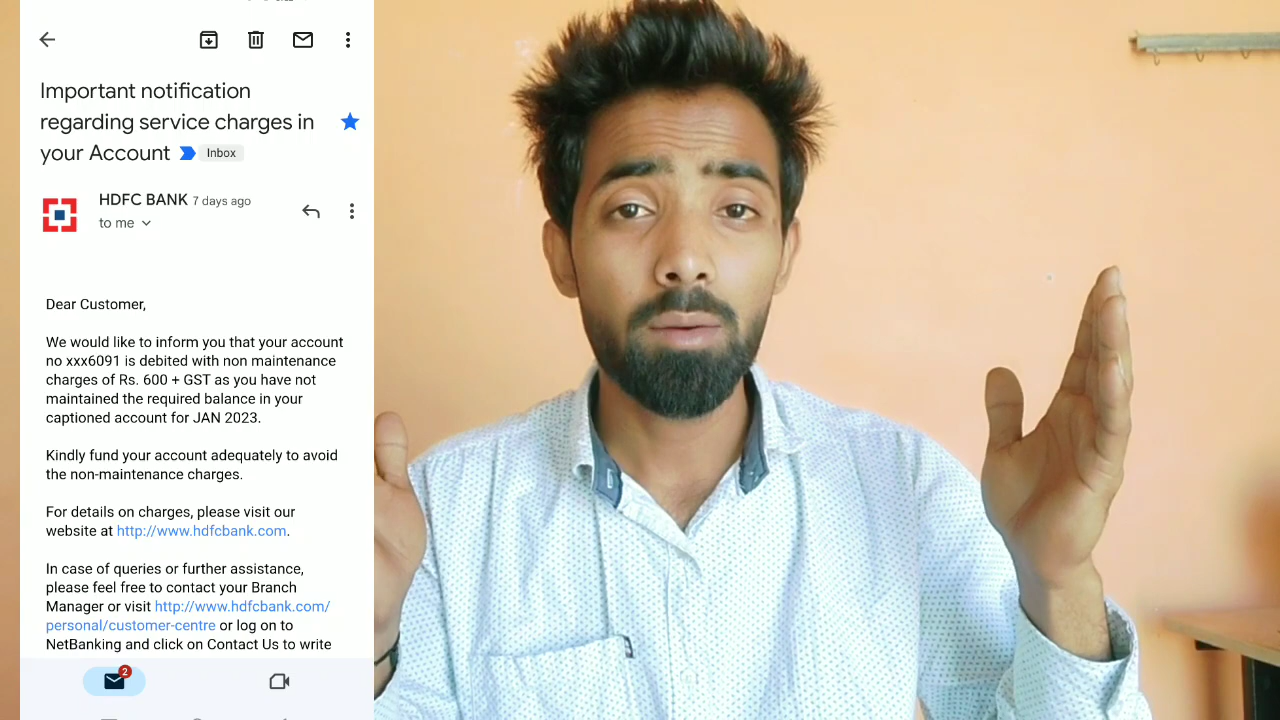 Important notification
regarding service charges in
your Account Inbox
HDFC BANK 7 days ago
to me
Dear Customer,
We would like to inform you that your account
no xxx6091 is debited with non maintenance
charges of Rs. 600 + GST as you have not
maintained the required balance in your
captioned account for JAN 2023.
Kindly fund your account adequately to avoid
the non-maintenance charges.
For details on charges, please visit our
website at http://www.hdfcbank.com.
In case of queries or further assistance,
please feel free to contact your Branch
Manager or visit http://www.hdfcbank.com/
personal/customer-centre or log on to
NetBanking and click on Contact Us to write
2